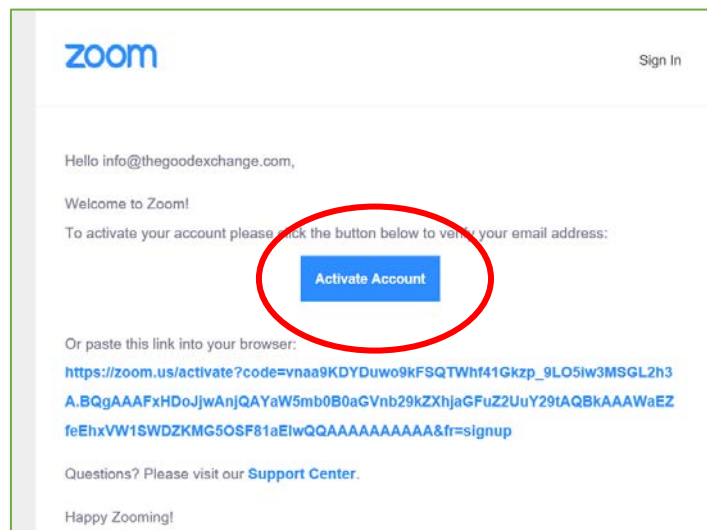 zoom
Sign In
Hello info@thegoodexchange.com,
Welcome to Zoom!
To activate your account please click the button below to verify your email address:
Activate Account
Or paste this link into your browser:
https://zoom.us/activate?code=vnaa9KDYDuwo9kFSQTWhf41Gkzp_9LO5iw3MSGL2h3
A.BQgAAAFxHDoJjwAnjQAYaW5mb0B0aGVnb29kZXhjaGFuZ2UuY29tAQBkAAAWaEZ
feEhxVW1SWDZKMG5OSF81aElwQQAAAAAAAAAA&fr=signup
Questions? Please visit our Support Center.
Happy Zooming!